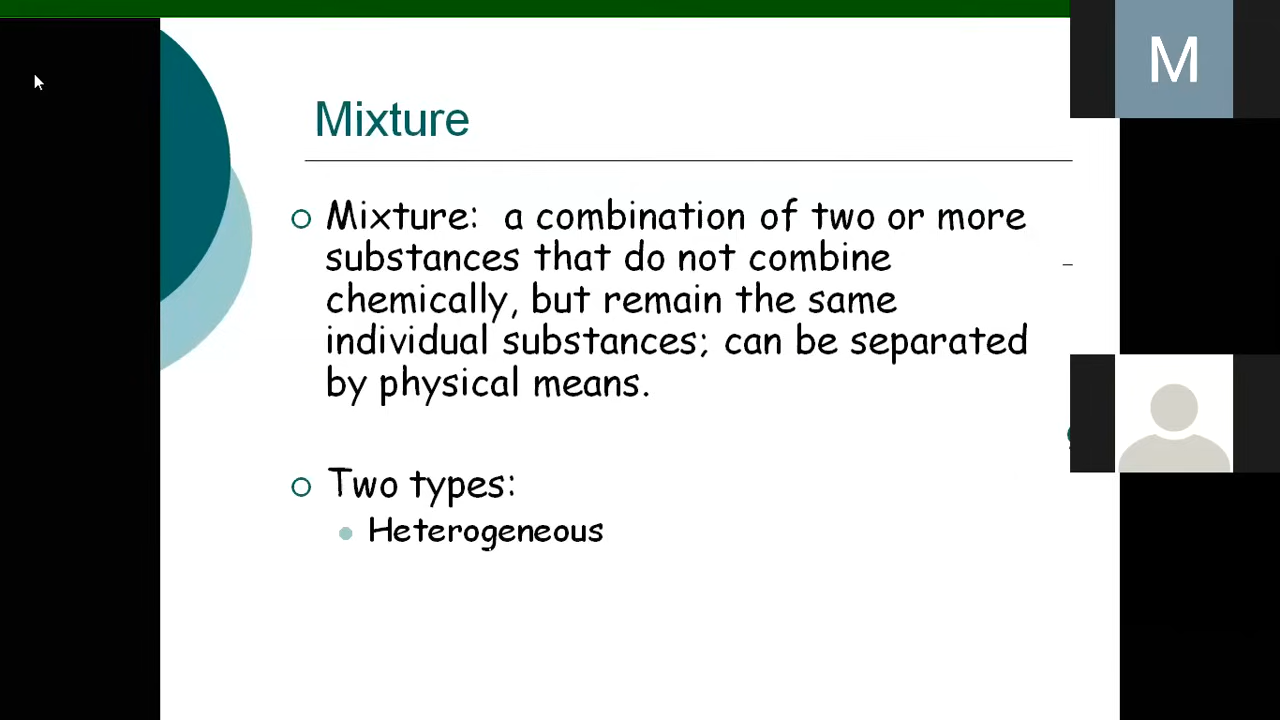 M
Mixture
Mixture: a combination of two or more
substances that do not combine
chemically, but remain the same
individual substances; can be separated
by physical means.
Two types:
Heterogeneous